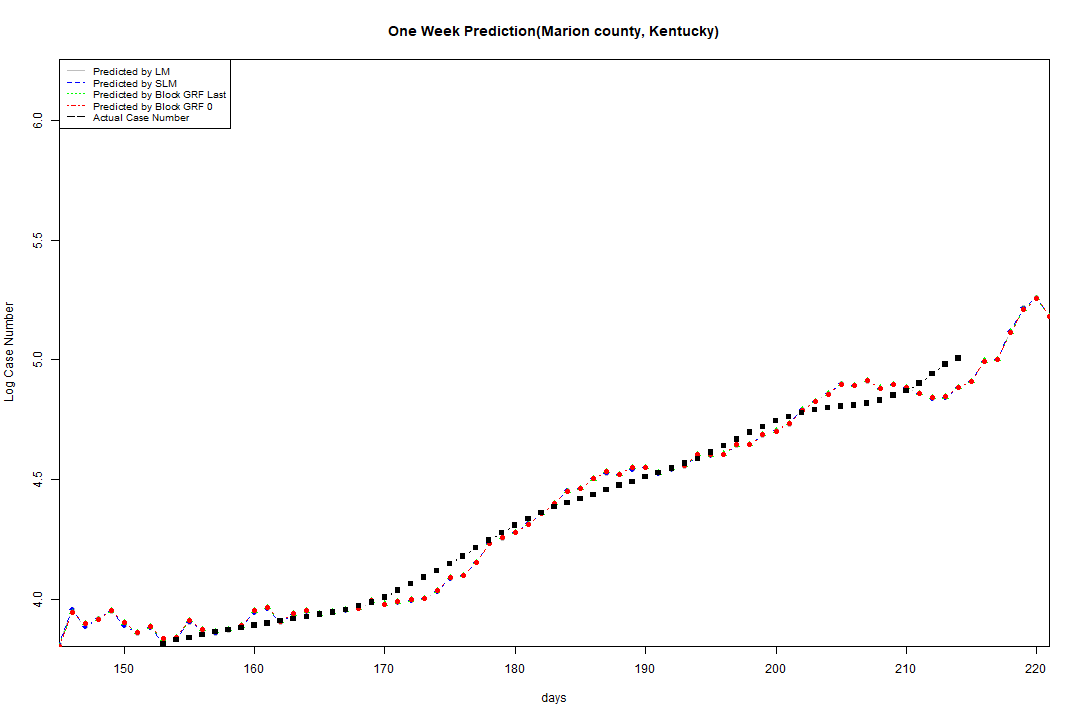 One Week Prediction(Marion county, Kentucky)
Predicted by LM
Predicted by SLM
Predicted by Block GRF Last
Predicted by Block GRF 0
Actual Case Number
6.0
5.5
5.0
4.5
4.0
Log Case Number
150 160 170 180 190 200 210 220
days